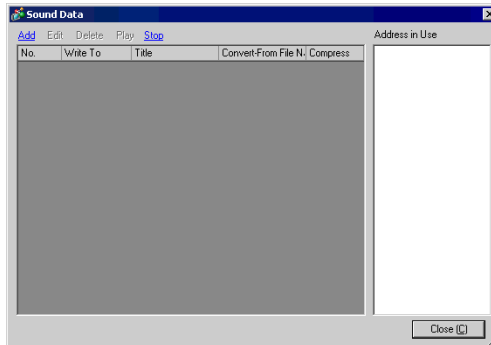 Sound Data
Add Edit Delete Play Stop
Address in Use
No. Write To Title Convert-From File N. Compress
Close (C)